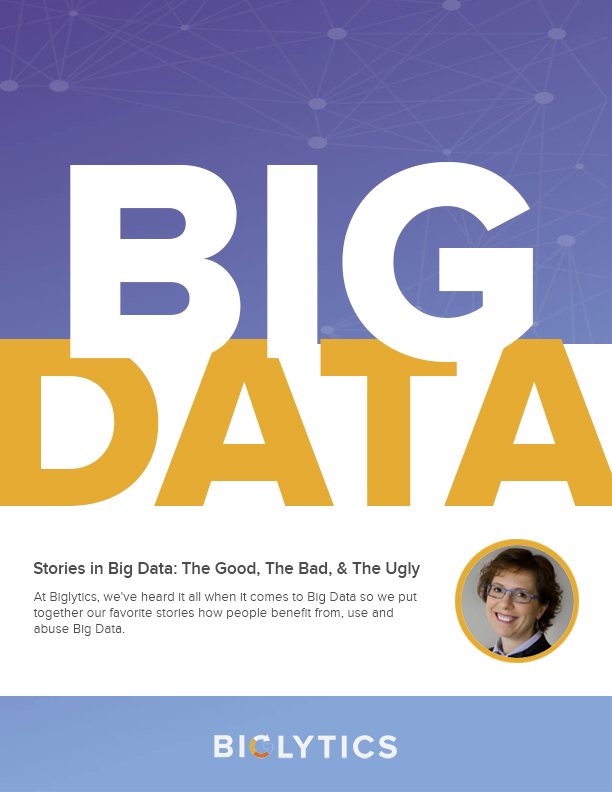 BIG
DATA
Stories in Big Data: The Good, The Bad, & The Ugly
At Biglytics, we've heard it all when it comes to Big Data so we put
together our favorite stories how people benefit from, use and
abuse Big Data.
BIGLYTICS